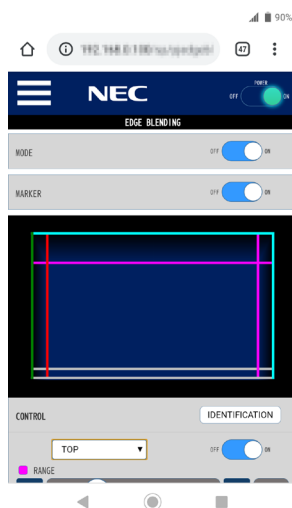 90%
47
NEC
POWER
OFF ON
EDGE BLENDING
MODE OFF ON
MARKER OFF ON
CONTROL IDENTIFICATION
TOP OFF ON
RANGE